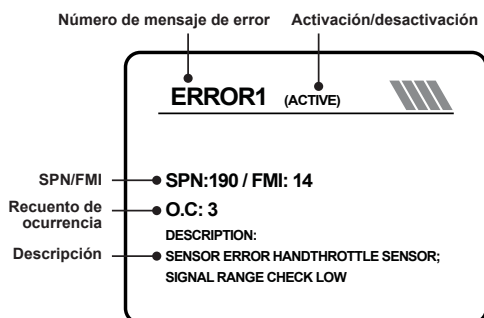 Número de mensaje de error
Activación/desactivación
ERROR1 (ACTIVE)
SPN/FMI
SPN:190 / FMI: 14
Recuento de
ocurrencia
O.C: 3
DESCRIPTION:
Descripción
SENSOR ERROR HANDTHROTTLE SENSOR;
SIGNAL RANGE CHECK LOW